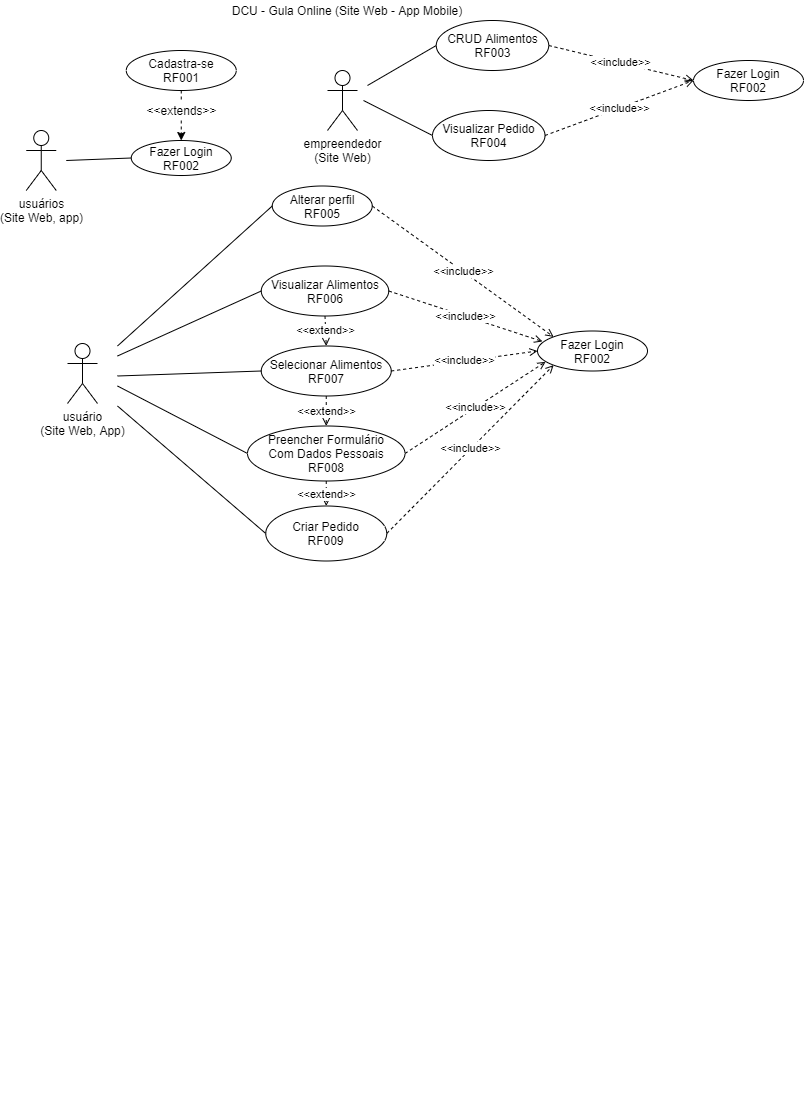 DCU - Gula Online (Site Web - App Mobile)
Cadastra-se
RF001
<<extends>>
Fazer Login
RF002
usuários
(Site Web, app)
CRUD Alimentos
RF003
<<include>>
Fazer Login
RF002
<<include>>
Visualizar Pedido
RF004
empreendedor
(Site Web)
Alterar perfil
RF005
<<include>>
Visualizar Alimentos
RF006
<<include>>
<<extend>>
Fazer Login
RF002
Selecionar Alimentos
RF007
<<include>>
usuário
(Site Web, App)
<<extend>>
<<include>>
Preencher Formulário
Com Dados Pessoais
RF008
<<include>>
<<extend>>
Criar Pedido
RF009